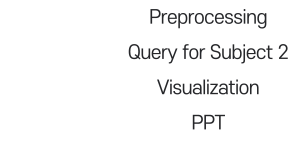 Preprocessing
Query for Subject 2
Visualization
PPT